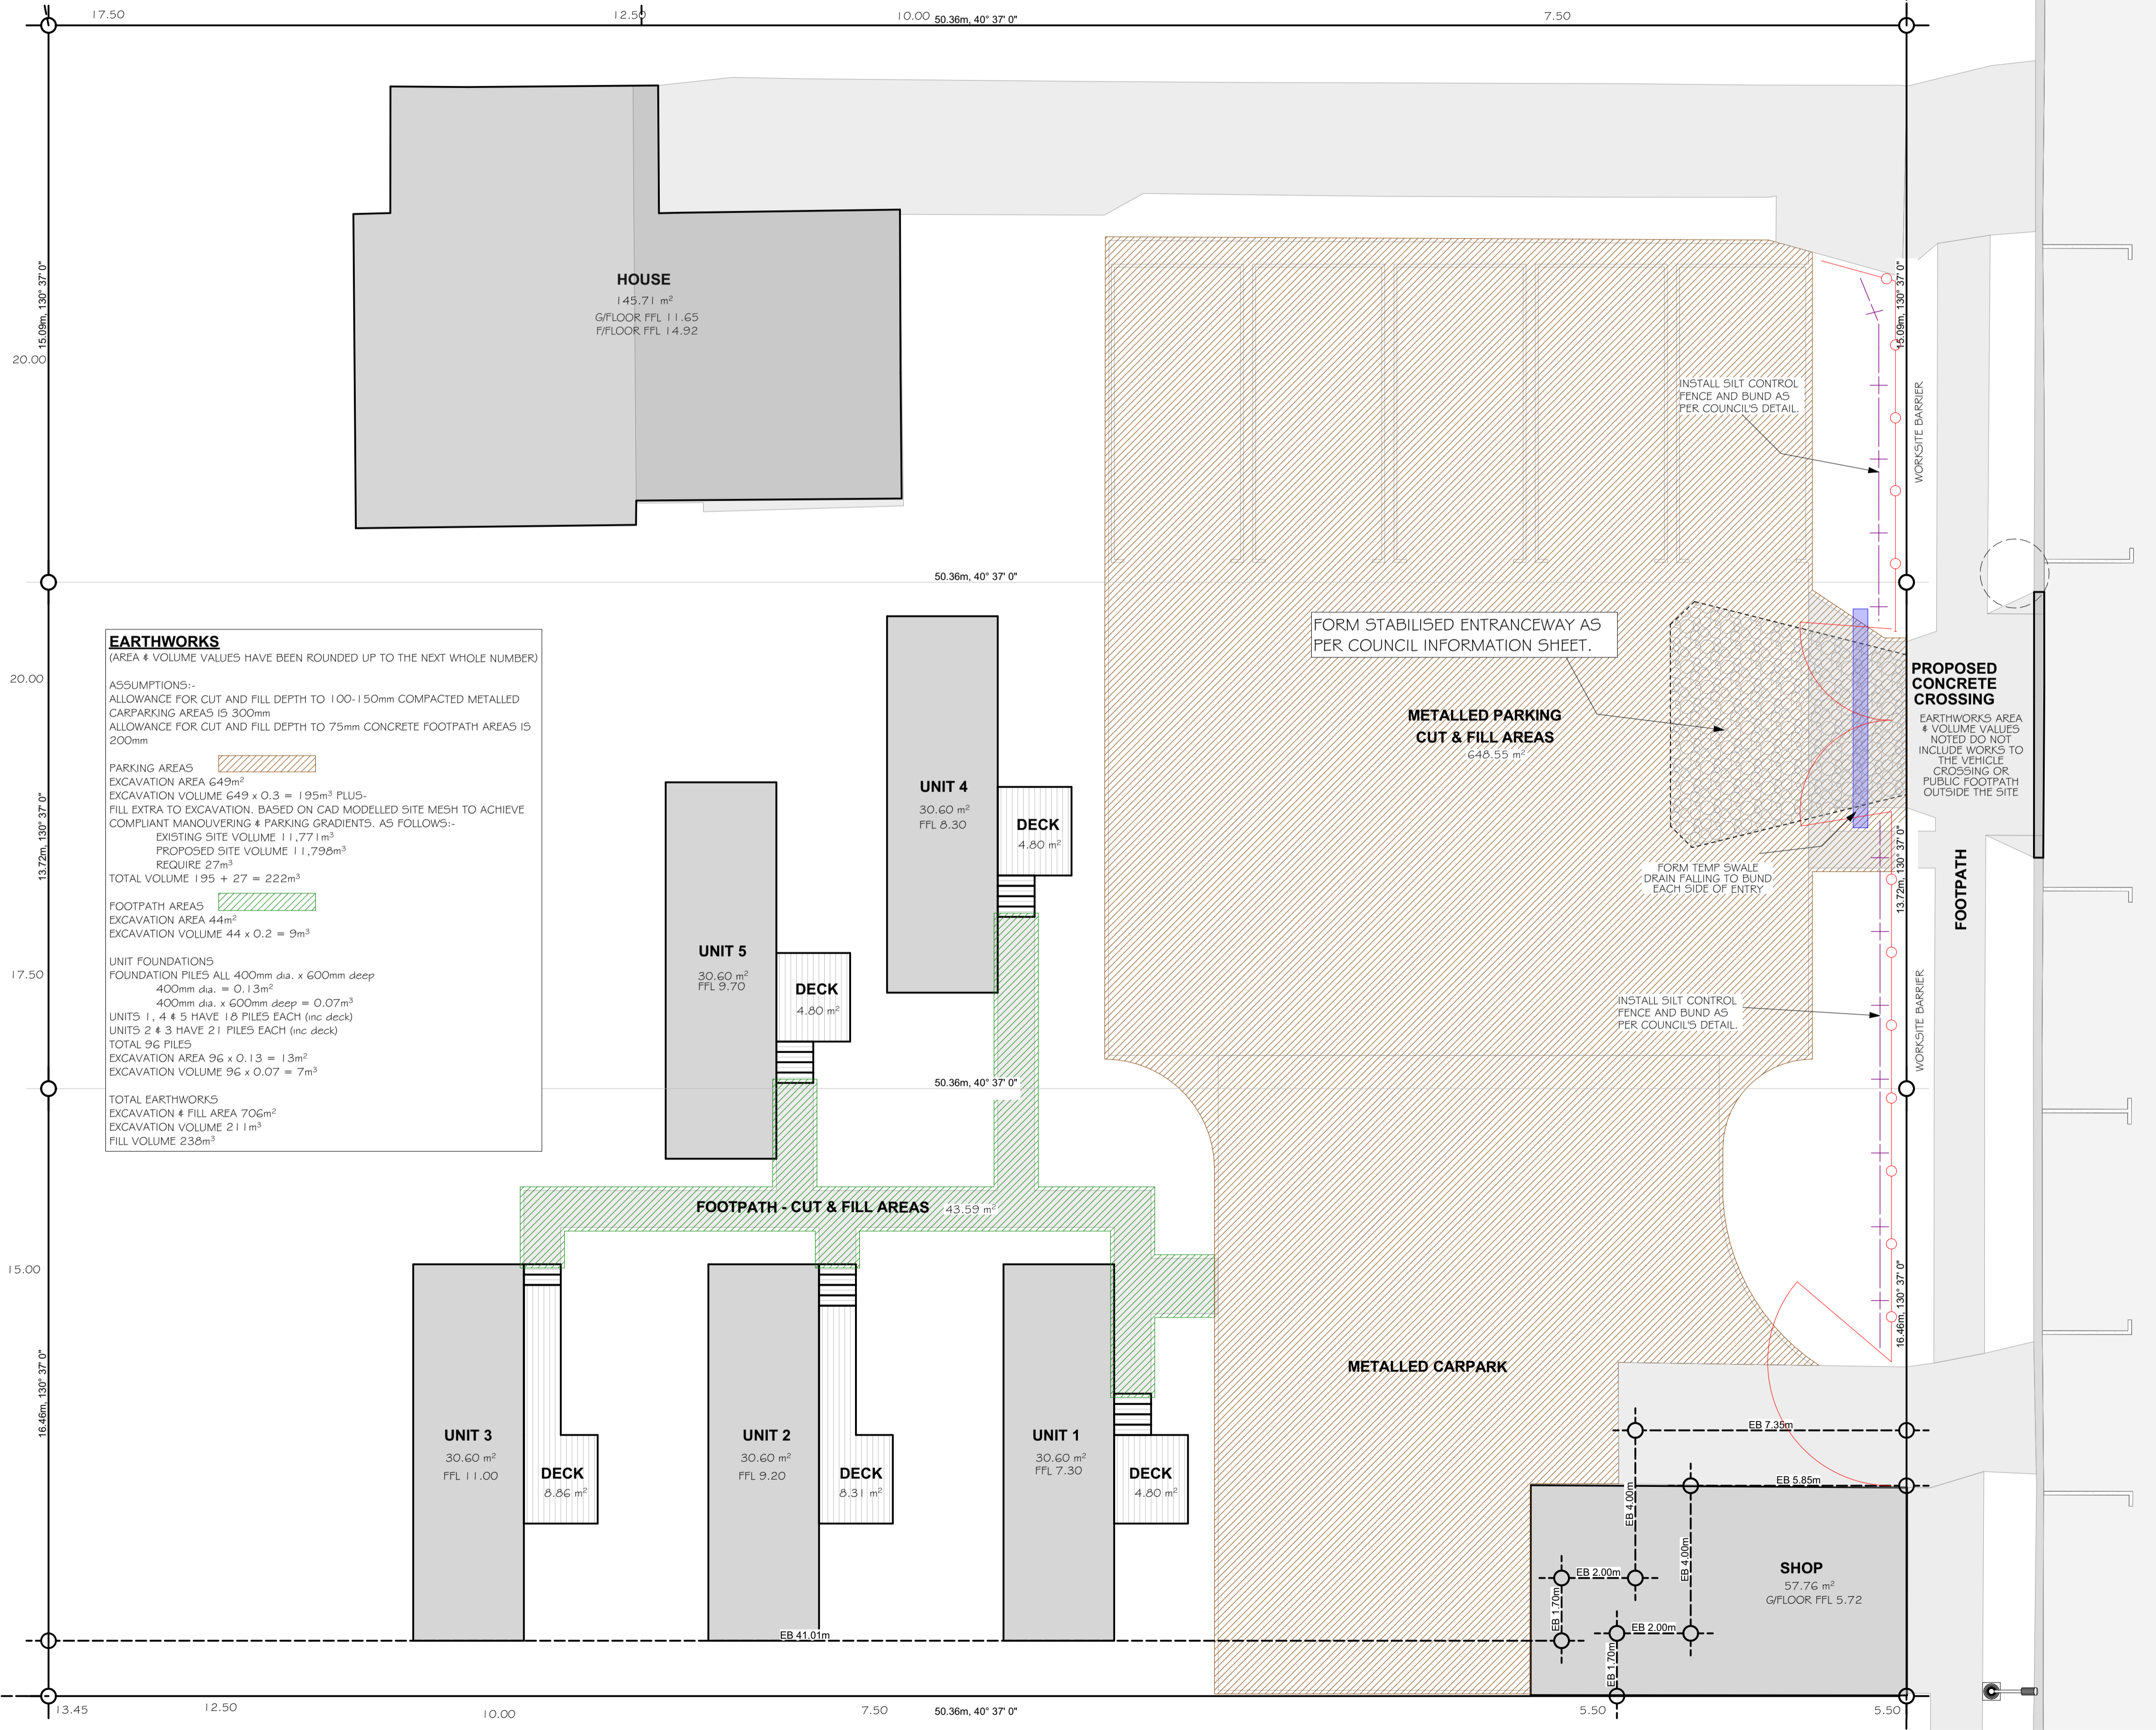 17.50
12.50
10.00
50.36m, 40° 37' 0"
7.50
15.09m, 130° 37' 0"
20.00
HOUSE
145.71 m²
G/FLOOR FFL 11.65
F/FLOOR FFL 14.92
15.09m, 130° 37' 0"
INSTALL SILT CONTROL
FENCE AND BUND AS
PER COUNCIL'S DETAIL.
WORKSITE BARRIER
50.36m, 40° 37' 0"
EARTHWORKS
(AREA & VOLUME VALUES HAVE BEEN ROUNDED UP TO THE NEXT WHOLE NUMBER)
ASSUMPTIONS:-
ALLOWANCE FOR CUT AND FILL DEPTH TO 100-150mm COMPACTED METALLED
CARPARKING AREAS IS 300mm
ALLOWANCE FOR CUT AND FILL DEPTH TO 75mm CONCRETE FOOTPATH AREAS IS
200mm
PARKING AREAS
EXCAVATION AREA 649m²
EXCAVATION VOLUME 649 x 0.3 = 195m³ PLUS-
FILL EXTRA TO EXCAVATION. BASED ON CAD MODELLED SITE MESH TO ACHIEVE
COMPLIANT MANOUVERING & PARKING GRADIENTS. AS FOLLOWS:-
EXISTING SITE VOLUME 11,771m³
PROPOSED SITE VOLUME 11,798m³
REQUIRE 27m³
TOTAL VOLUME 195 + 27 = 222m³
FOOTPATH AREAS
EXCAVATION AREA 44m²
EXCAVATION VOLUME 44 x 0.2 = 9m³
UNIT FOUNDATIONS
FOUNDATION PILES ALL 400mm dia. x 600mm deep
400mm dia. = 0.13m²
400mm dia. x 600mm deep = 0.07m³
UNITS 1, 4 & 5 HAVE 18 PILES EACH (inc deck)
UNITS 2 & 3 HAVE 21 PILES EACH (inc deck)
TOTAL 96 PILES
EXCAVATION AREA 96 x 0.13 = 13m²
EXCAVATION VOLUME 96 x 0.07 = 7m³
TOTAL EARTHWORKS
EXCAVATION & FILL AREA 706m²
EXCAVATION VOLUME 211m³
FILL VOLUME 238m³
20.00
13.72m, 130° 37' 0"
17.50
FORM STABILISED ENTRANCEWAY AS
PER COUNCIL INFORMATION SHEET.
METALLED PARKING
CUT & FILL AREAS
648.55 m²
PROPOSED
CONCRETE
CROSSING
EARTHWORKS AREA
& VOLUME VALUES
NOTED DO NOT
INCLUDE WORKS TO
THE VEHICLE
CROSSING OR
PUBLIC FOOTPATH
OUTSIDE THE SITE
UNIT 4
30.60 m²
FFL 8.30
DECK
4.80 m²
FORM TEMP SWALE
DRAIN FALLING TO BUND
EACH SIDE OF ENTRY
13.72m, 130° 37' 0"
FOOTPATH
UNIT 5
30.60 m²
FFL 9.70
DECK
4.80 m²
INSTALL SILT CONTROL
FENCE AND BUND AS
PER COUNCIL'S DETAIL.
WORKSITE BARRIER
50.36m, 40° 37' 0"
FOOTPATH - CUT & FILL AREAS 43.59 m²
15.00
16.46m, 130° 37' 0"
16.46m, 130° 37' 0"
METALLED CARPARK
UNIT 3
30.60 m²
FFL 11.00
DECK
8.86 m²
UNIT 2
30.60 m²
FFL 9.20
DECK
8.31 m²
UNIT 1
30.60 m²
FFL 7.30
DECK
4.80 m²
EB 7.35m
EB 5.85m
EB 4.00m
EB 4.00m
EB 2.00m
EB 1.70m
EB 2.00m
EB 1.70m
SHOP
57.76 m²
G/FLOOR FFL 5.72
EB 41.01m
13.45
12.50
10.00
7.50
50.36m, 40° 37' 0"
5.50
5.50